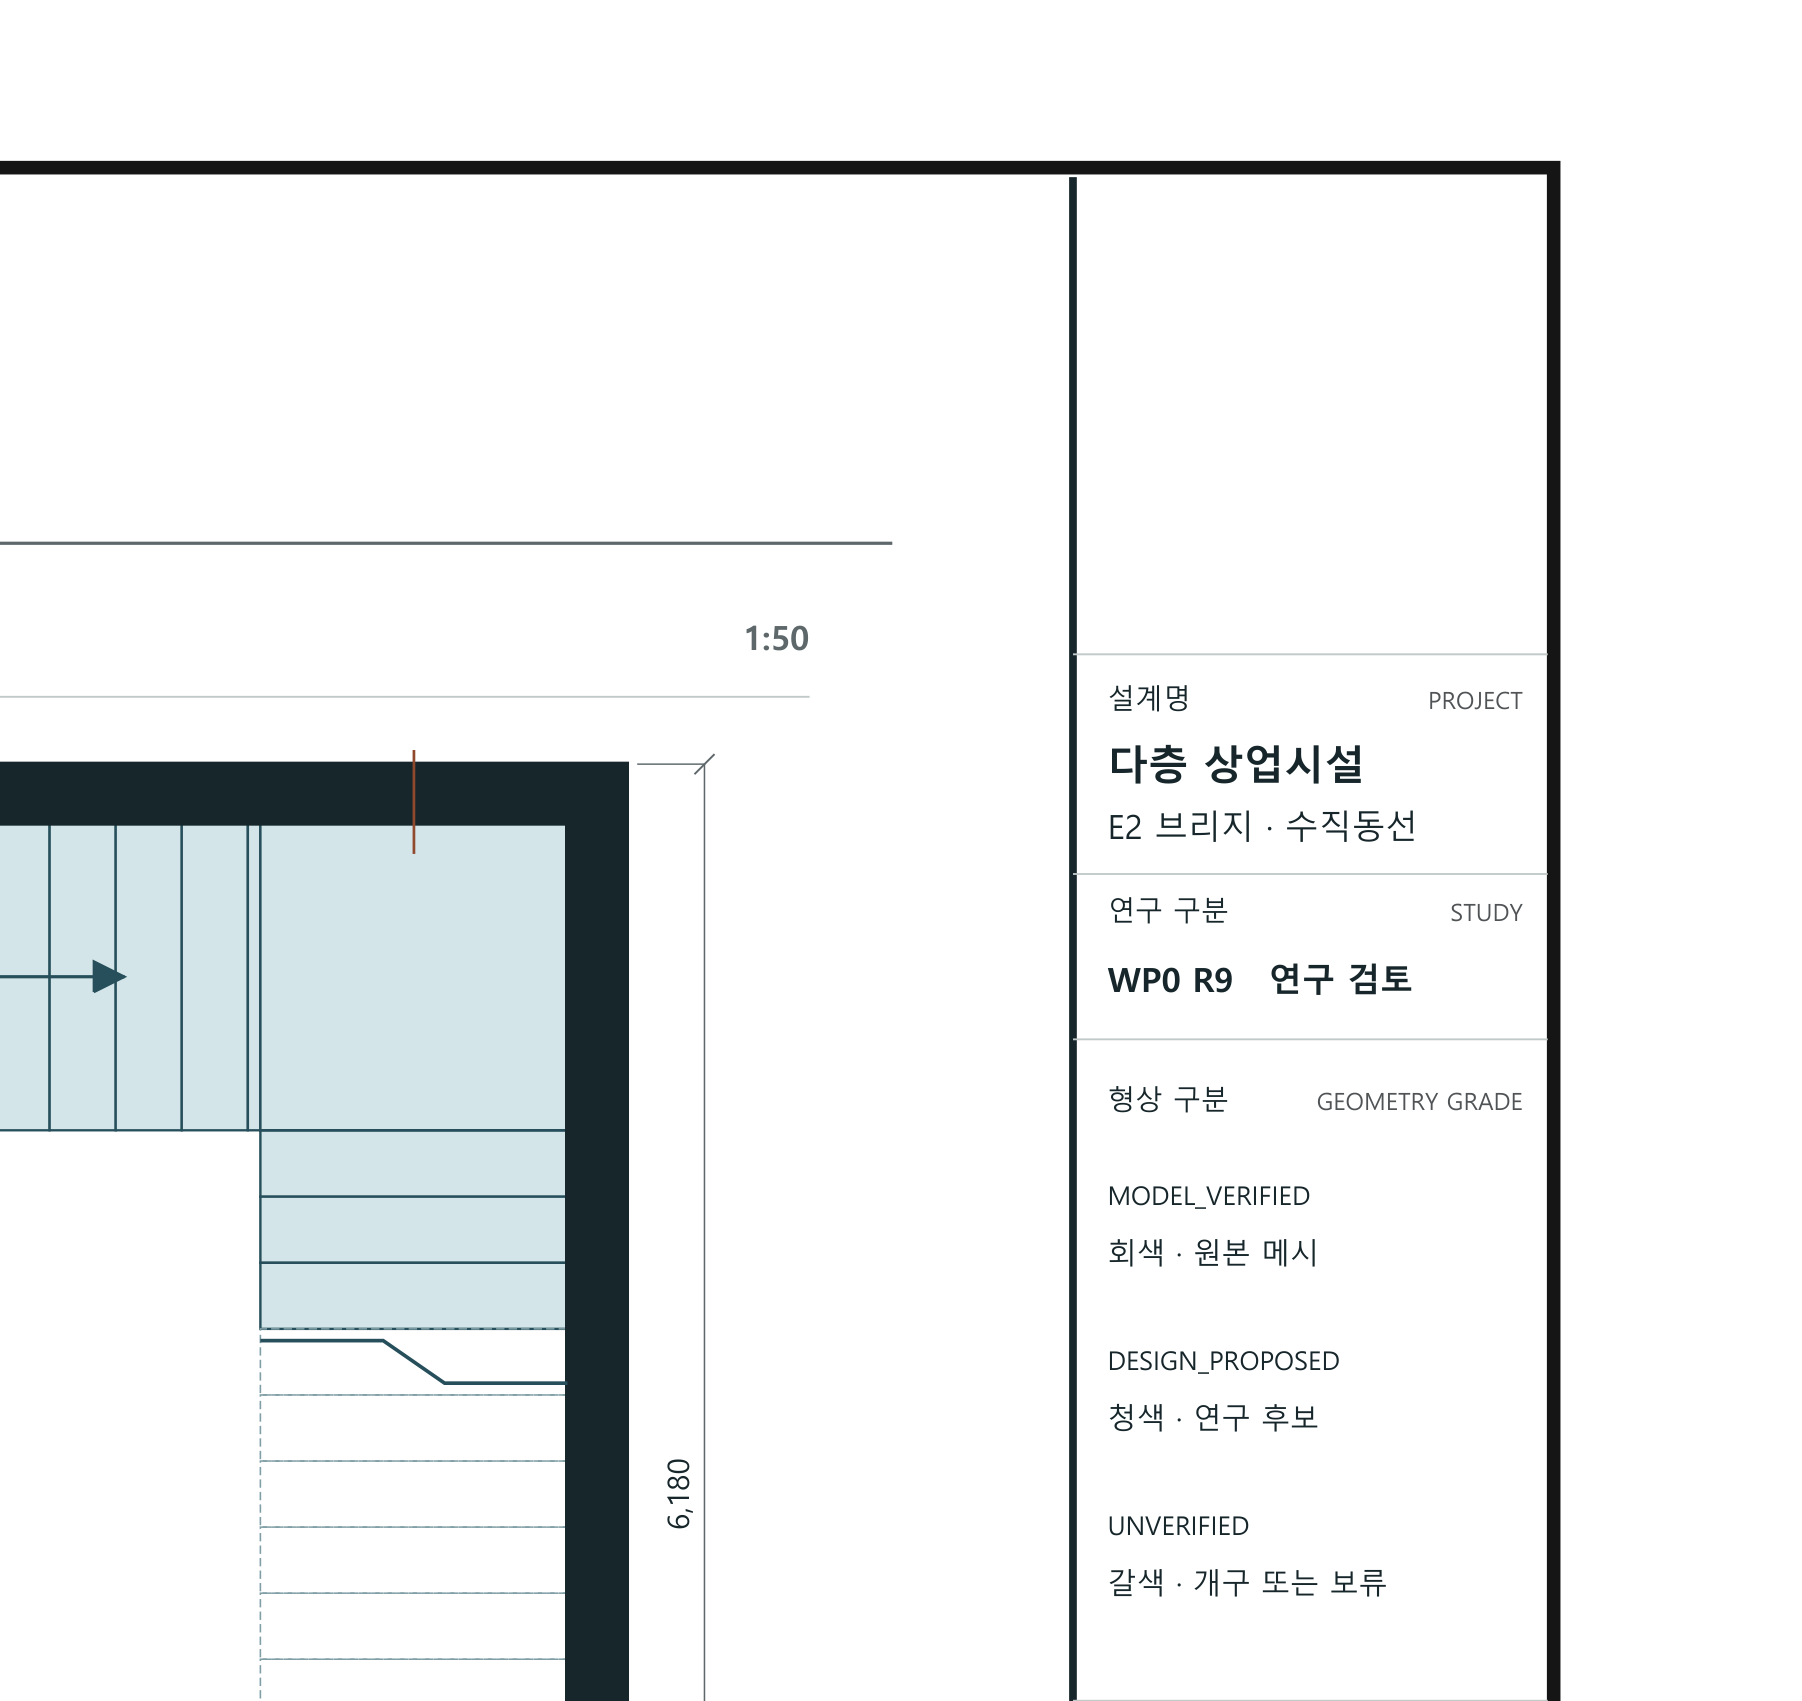 1:50
6,180
설계명 PROJECT
다층 상업시설
E2 브리지 · 수직동선
연구 구분 STUDY
WP0 R9 연구 검토
형상 구분 GEOMETRY GRADE
MODEL_VERIFIED
회색 · 원본 메시
DESIGN_PROPOSED
청색 · 연구 후보
UNVERIFIED
갈색 · 개구 또는 보류